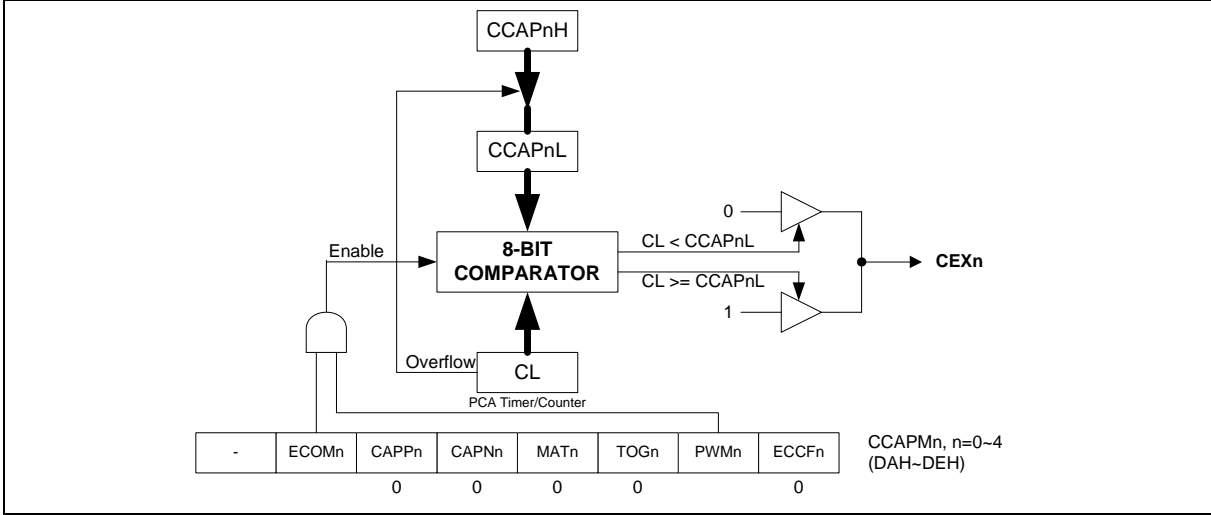 CCAPnH
CCAPnL
0
CL < CCAPnL
Enable
8-BIT
COMPARATOR
CEXn
CL >= CCAPnL
1
Overflow
CL
PCA Timer/Counter
- ECOMn CAPPn CAPNn MATn TOGn PWMn ECCFn
CCAPMn, n=0~4
(DAH~DEH)
0 0 0 0 0